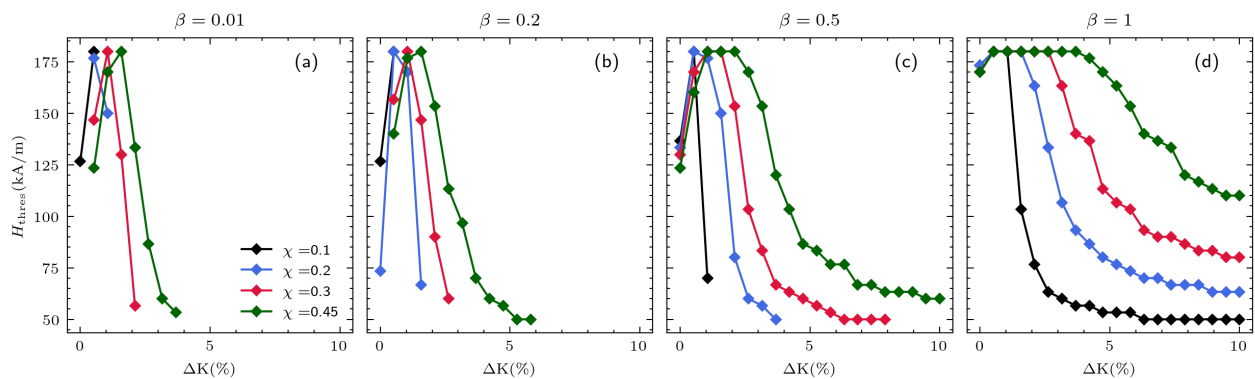 β = 0.01
β = 0.2
β = 0.5
β = 1
(a)
(b)
(c)
(d)
H_thres(kA/m)
175
150
125
100
75
50
χ =0.1
χ =0.2
χ =0.3
χ =0.45
0 5 10
0 5 10
0 5 10
0 5 10
ΔK(%)
ΔK(%)
ΔK(%)
ΔK(%)